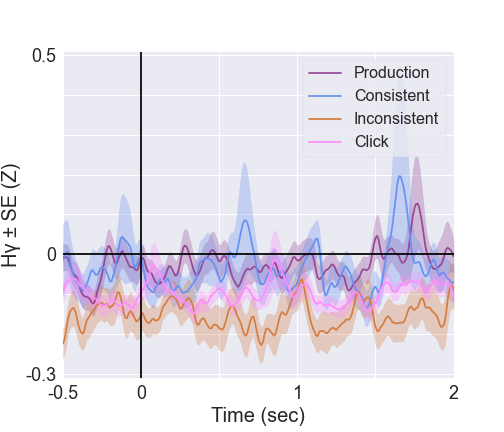 0.5
0
-0.3
Hγ ± SE (Z)
Production
Consistent
Inconsistent
Click
-0.5
0
1
2
Time (sec)